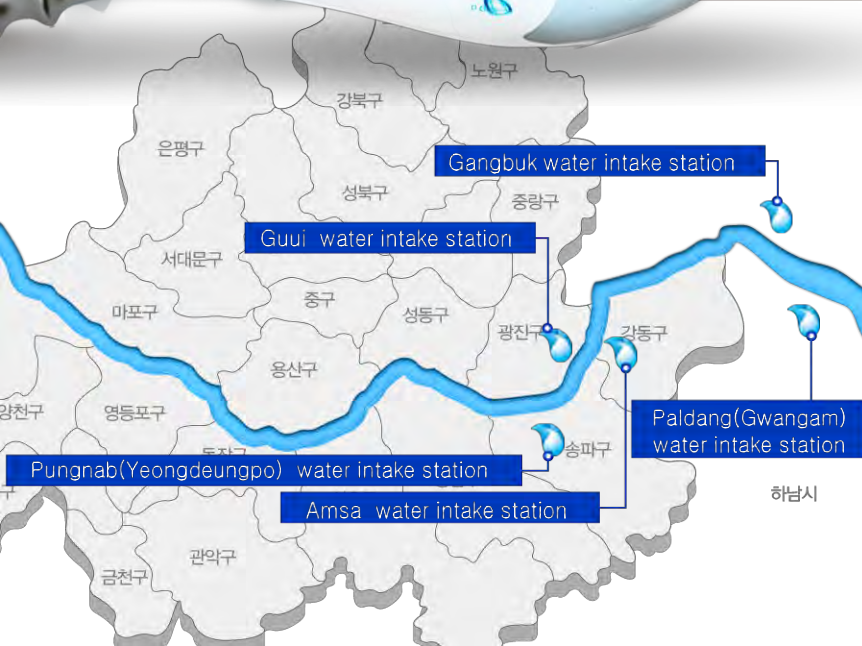 노원구
강북구
은평구
Gangbuk water intake station
성북구
중랑구
Guui water intake station
서대문구
중구
마포구
성동구
광진구
강동구
용산구
양천구
영등포구
Paldang(Gwangam)
water intake station
송파구
Pungnab(Yeongdeungpo) water intake station
하남시
Amsa water intake station
관악구
금천구